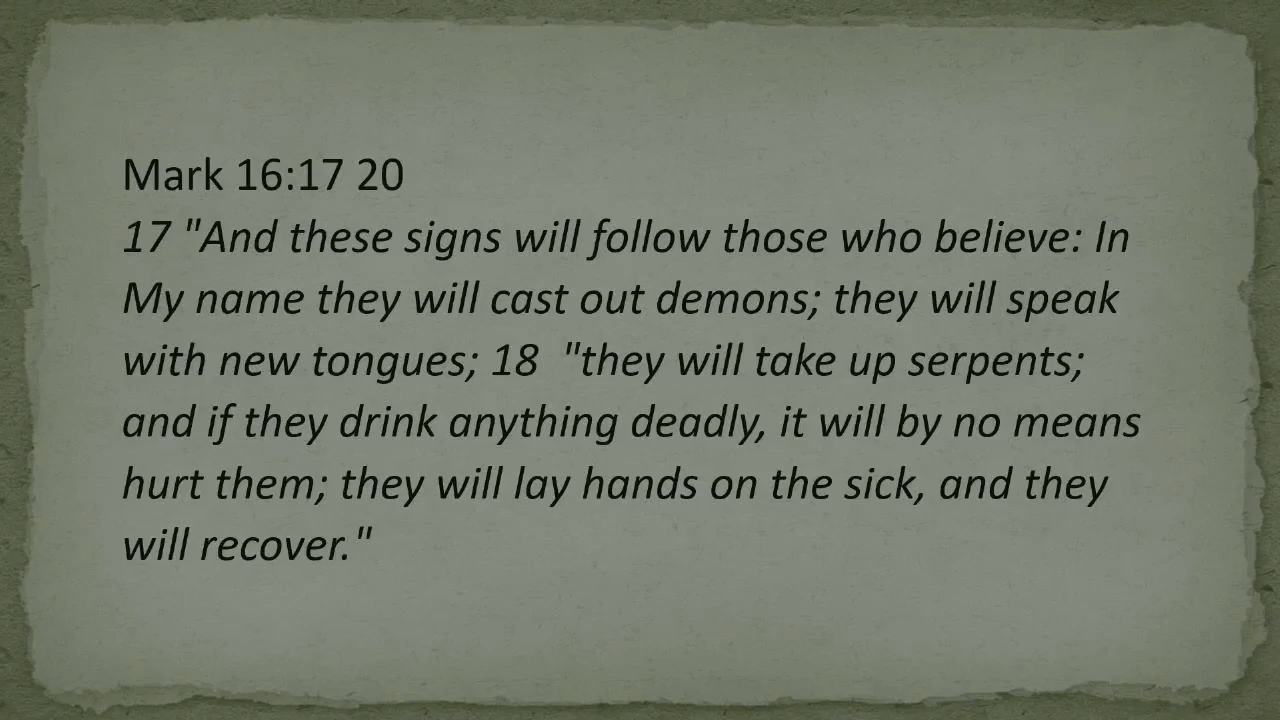 Mark 16:17 20
17 "And these signs will follow those who believe: In
My name they will cast out demons; they will speak
with new tongues; 18  "they will take up serpents;
and if they drink anything deadly, it will by no means
hurt them; they will lay hands on the sick, and they
will recover."